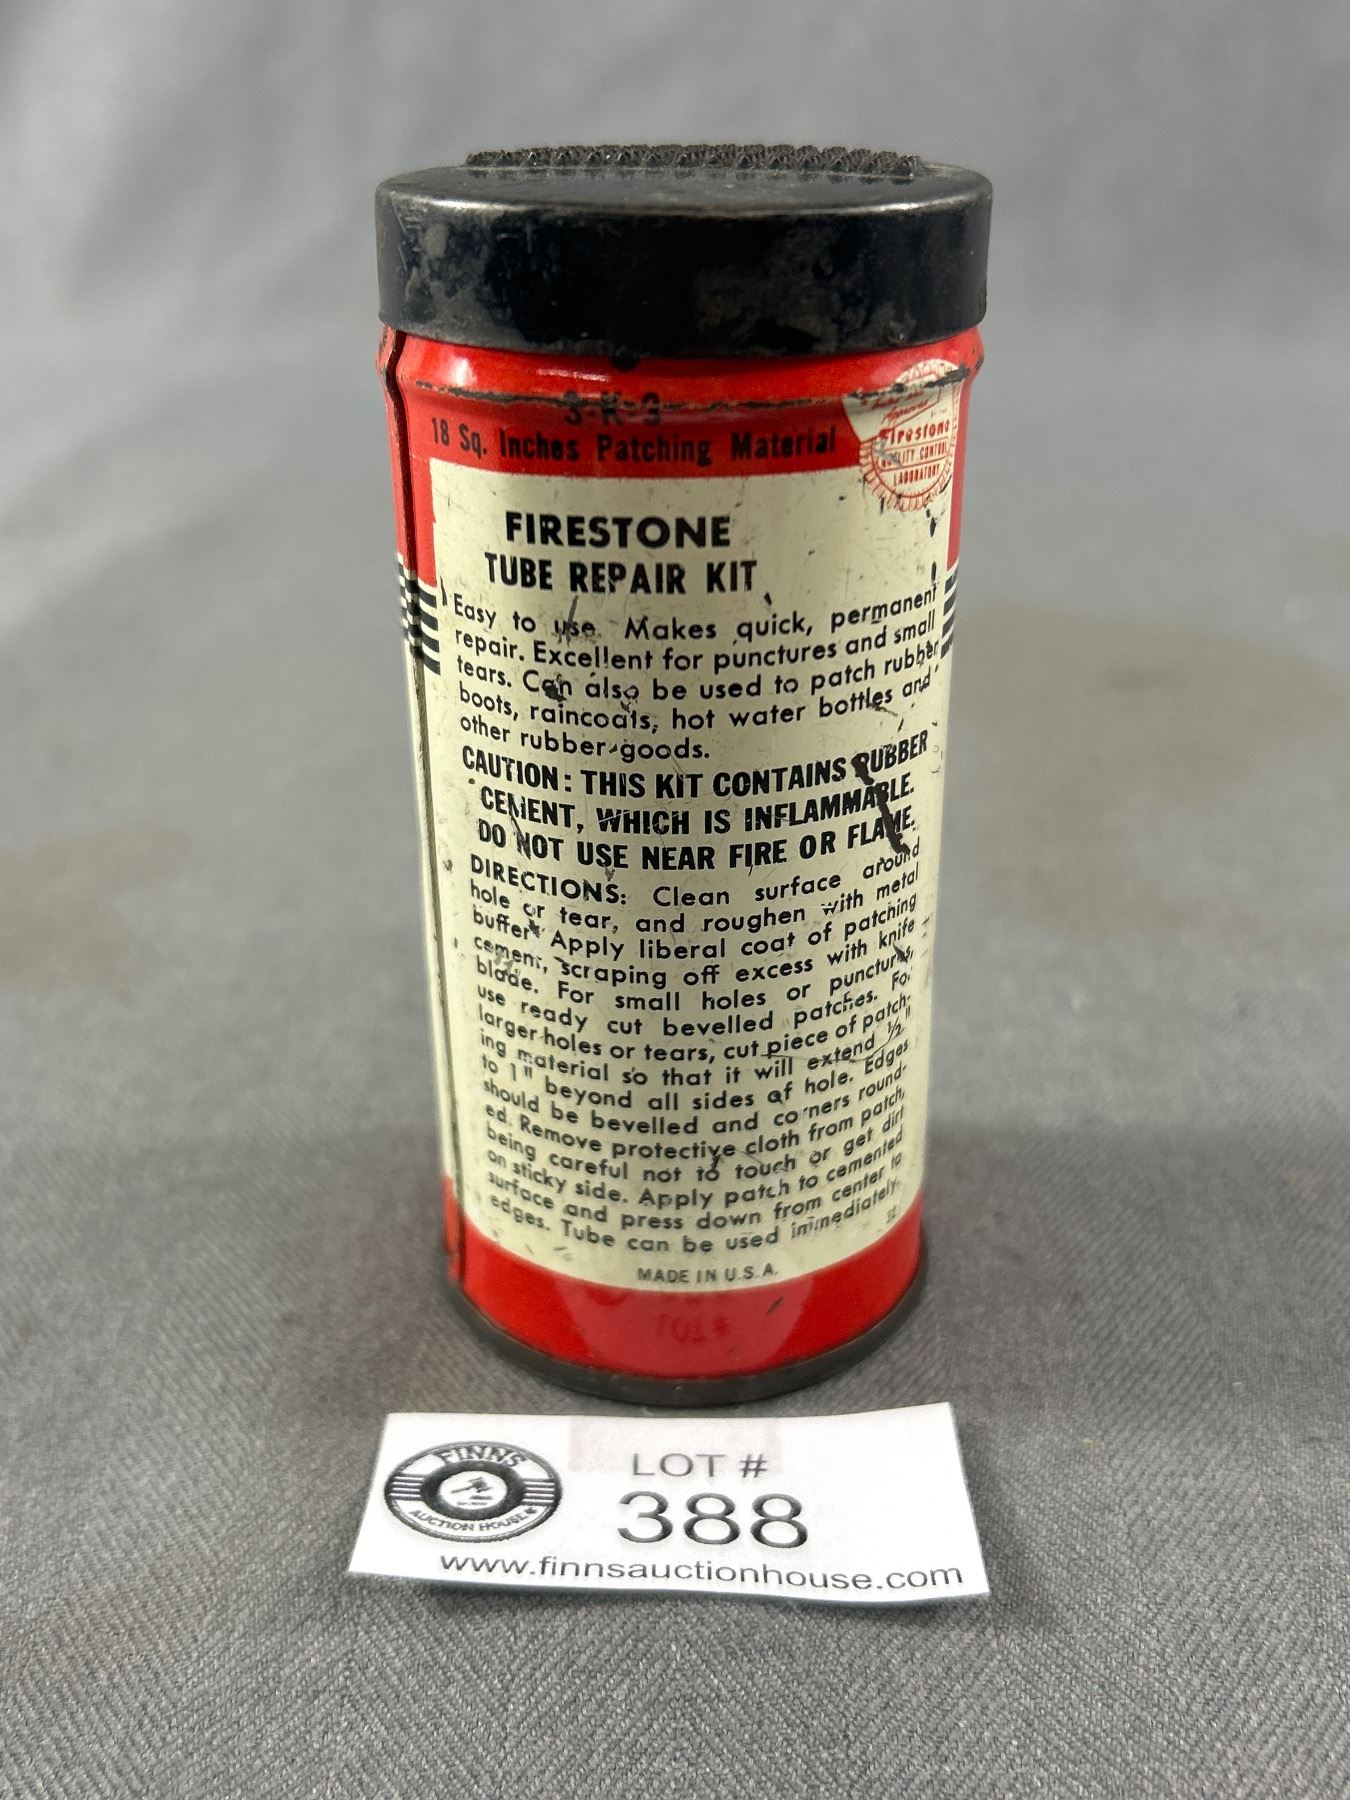 3-K-3
18 Sq. Inches Patching Material
Approved
Firestone
QUALITY CONTROL
LABORATORY
FIRESTONE
TUBE REPAIR KIT
Easy to use. Makes quick, permanent
repair. Excellent for punctures and small
tears. Can also be used to patch rubber
boots, raincoats, hot water bottles and
other rubber goods.
CAUTION: THIS KIT CONTAINS RUBBER
CEMENT, WHICH IS INFLAMMABLE.
DO NOT USE NEAR FIRE OR FLAME.
DIRECTIONS: Clean surface around
hole or tear, and roughen with metal
buffer. Apply liberal coat of patching
cement, scraping off excess with knife
blade. For small holes or punctures,
use ready cut bevelled patches. For
larger holes or tears, cut piece of patch-
ing material so that it will extend ½"
to 1" beyond all sides of hole. Edges
should be bevelled and corners round-
ed. Remove protective cloth from patch,
being careful not to touch or get dirt
on sticky side. Apply patch to cemented
surface and press down from center to
edges. Tube can be used immediately.
MADE IN U.S.A.
FINNS
AUCTION HOUSE
LOT #
388
www.finnsauctionhouse.com